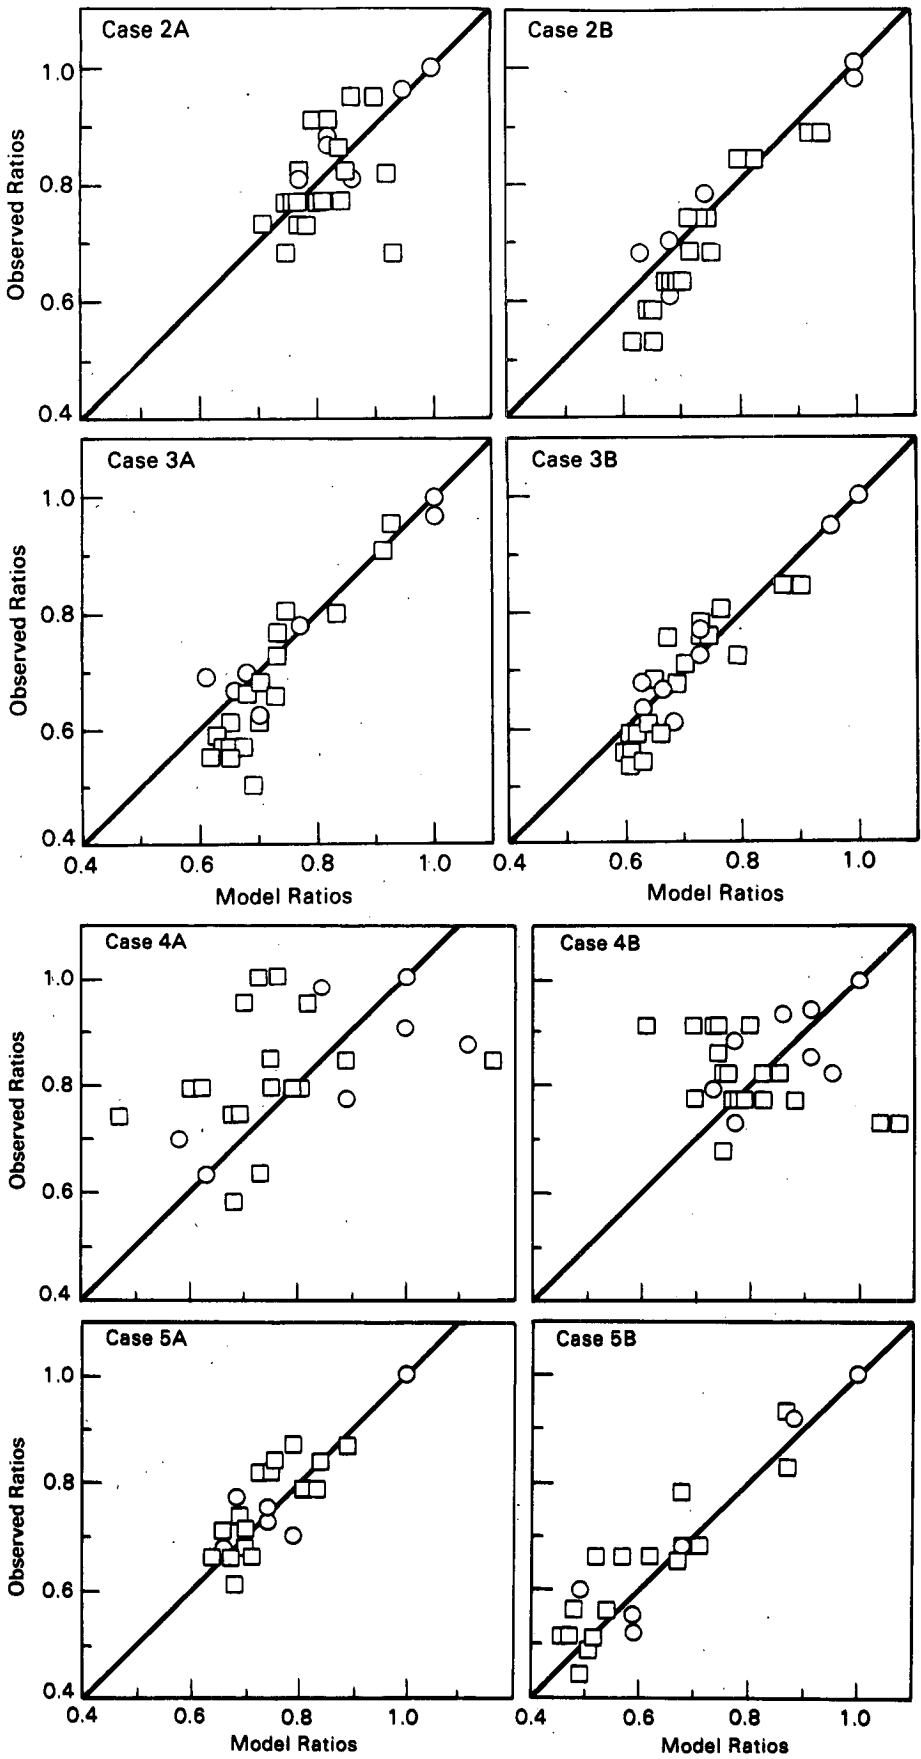 Case 2A
Case 2B
1.0
0.8
0.6
0.4
Observed Ratios
Case 3A
Case 3B
1.0
0.8
0.6
0.4
Observed Ratios
0.4 0.6 0.8 1.0 0.4 0.6 0.8 1.0
Model Ratios Model Ratios
Case 4A
Case 4B
1.0
0.8
0.6
0.4
Observed Ratios
Case 5A
Case 5B
1.0
0.8
0.6
0.4
Observed Ratios
0.4 0.6 0.8 1.0 0.4 0.6 0.8 1.0
Model Ratios Model Ratios